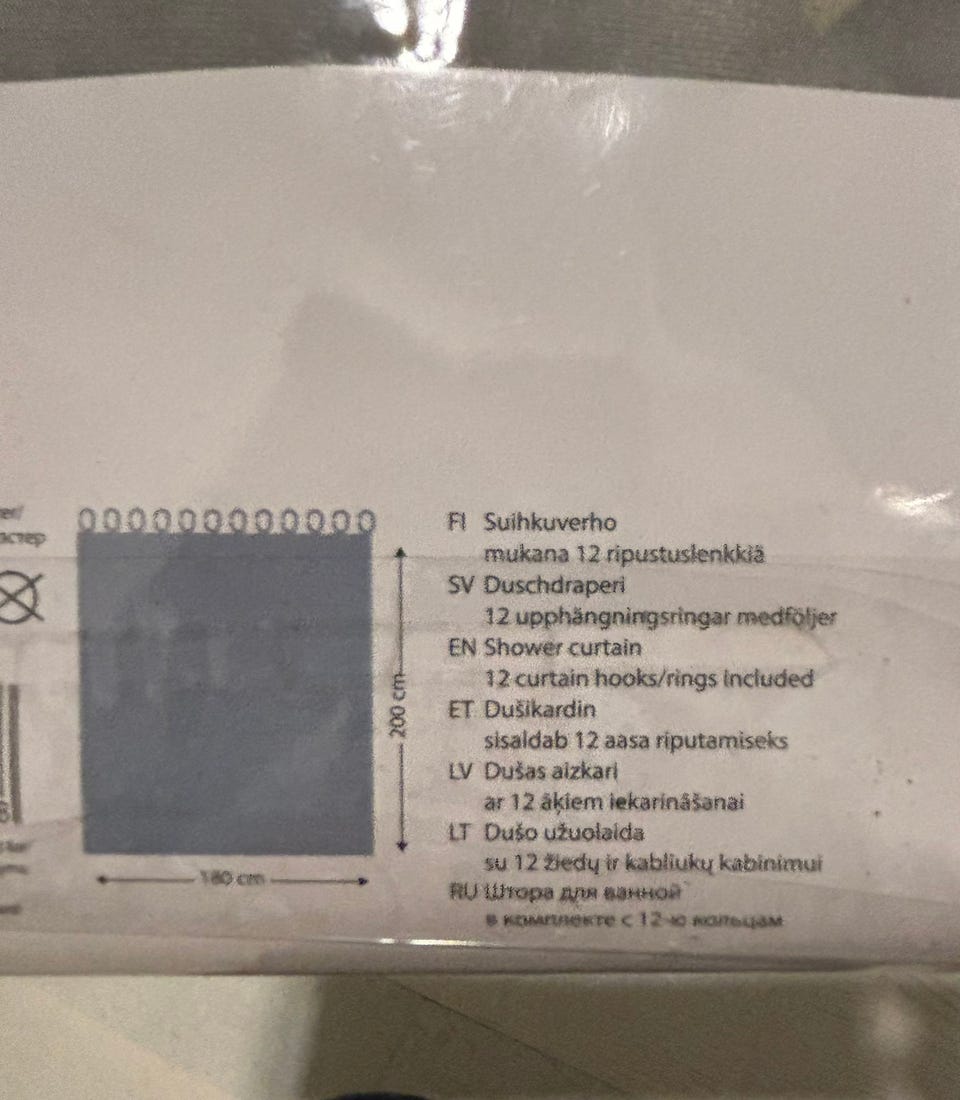 200 cm
180 cm
FI Suihkuverho
mukana 12 ripustuslenkkiä
SV Duschdraperi
12 upphängningsringar medföljer
EN Shower curtain
12 curtain hooks/rings included
ET Dušikardin
sisaldab 12 aasa riputamiseks
LV Dušas aizkari
ar 12 āķiem iekarināšanai
LT Dušo užuolaida
su 12 žiedų ir kabliukų kabinimui
RU Штора для ванной
в комплекте с 12-ю кольцам